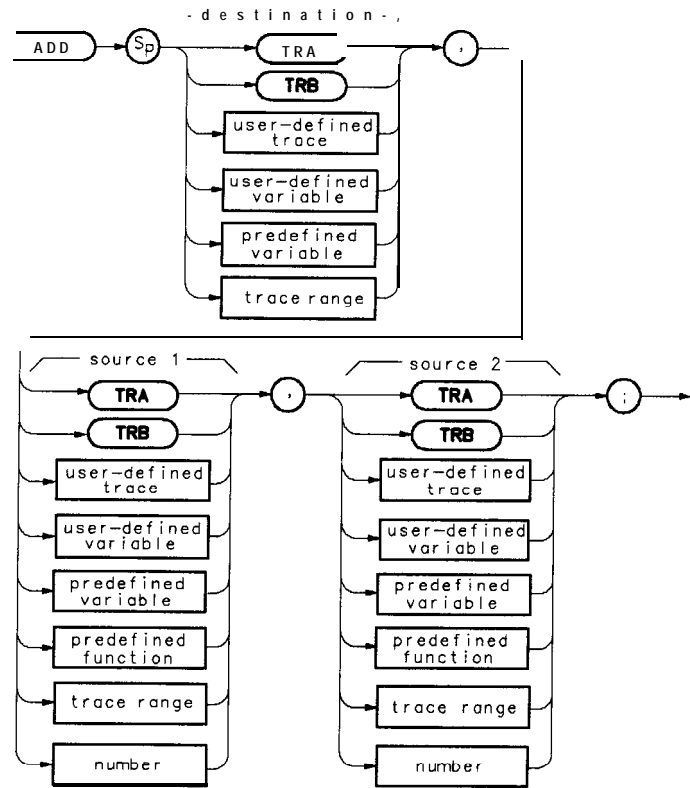 -destination-,
ADD Sp TRA ,
TRB
user-defined
trace
user-defined
variable
predefined
variable
trace range
source 1
TRA ,
TRB
user-defined
trace
user-defined
variable
predefined
variable
predefined
function
trace range
number
source 2
TRA ;
TRB
user-defined
trace
user-defined
variable
predefined
variable
predefined
function
trace range
number